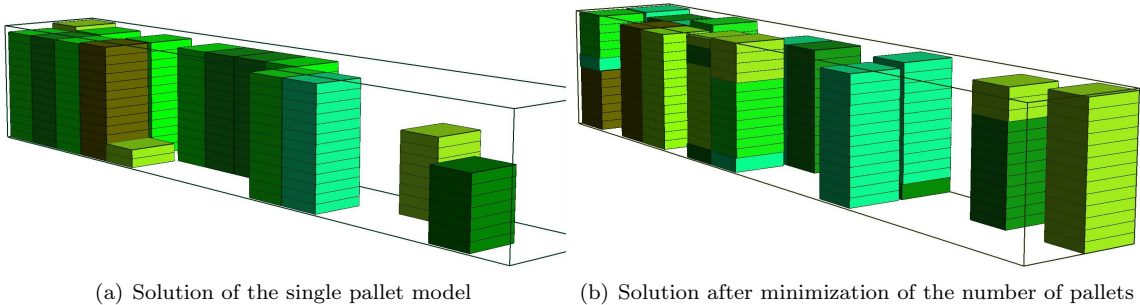 (a) Solution of the single pallet model
(b) Solution after minimization of the number of pallets